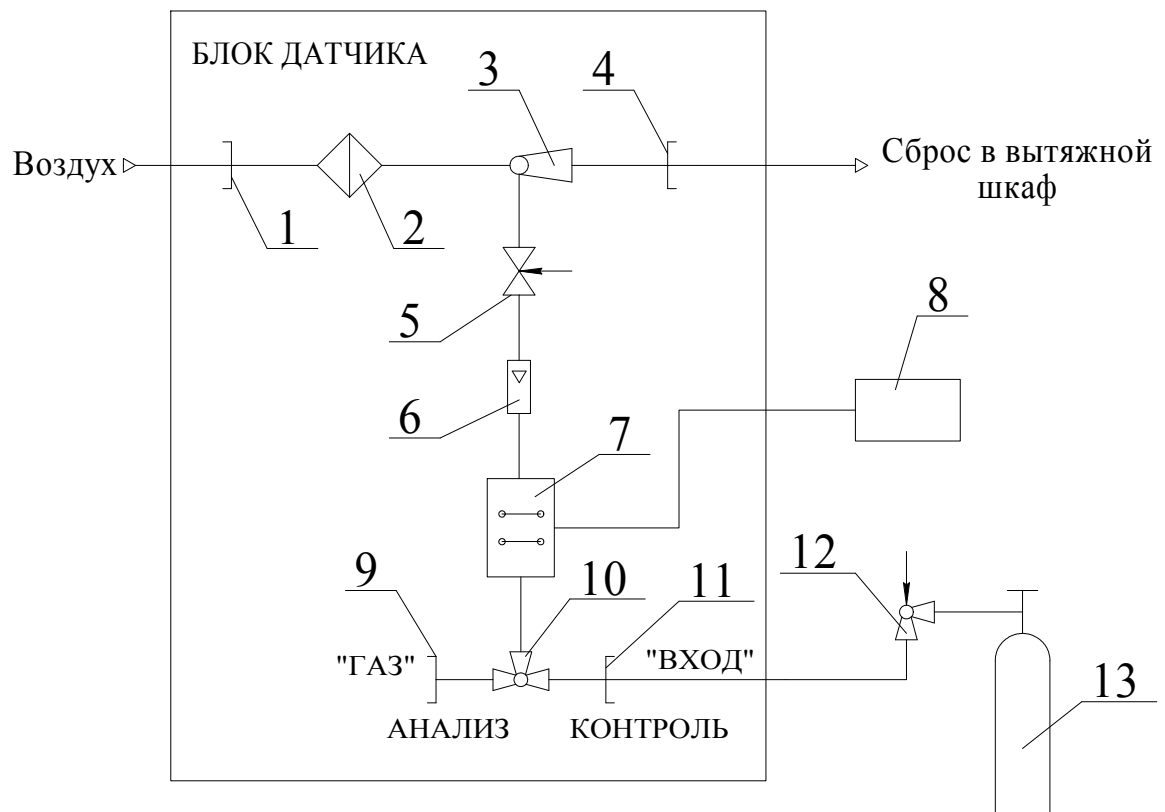 БЛОК ДАТЧИКА
3
4
Воздух
Сброс в вытяжной
шкаф
1
2
5
8
6
7
9
10
11
12
"ГАЗ"
"ВХОД"
13
АНАЛИЗ
КОНТРОЛЬ